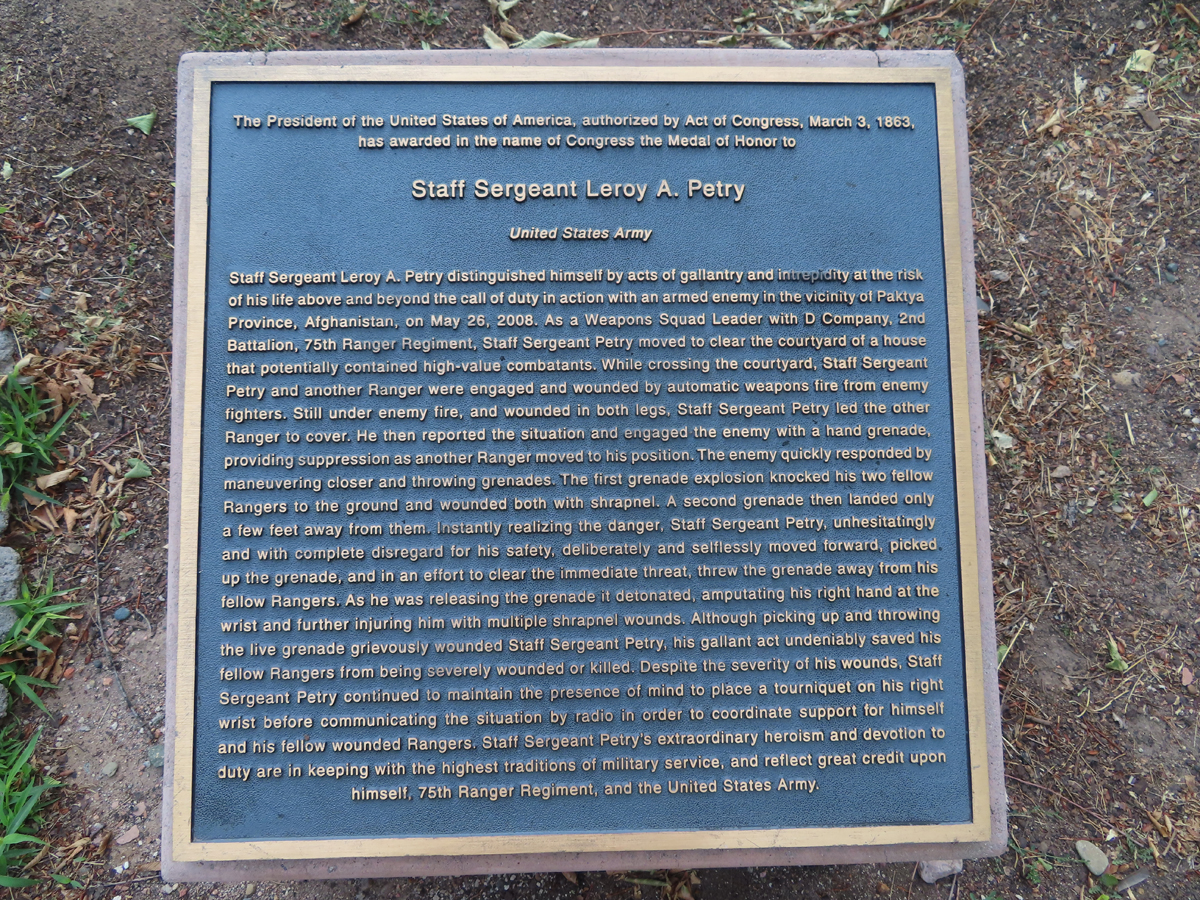 The President of the United States of America, authorized by Act of Congress, March 3, 1863,
has awarded in the name of Congress the Medal of Honor to
Staff Sergeant Leroy A. Petry
United States Army
Staff Sergeant Leroy A. Petry distinguished himself by acts of gallantry and intrepidity at the risk
of his life above and beyond the call of duty in action with an armed enemy in the vicinity of Paktya
Province, Afghanistan, on May 26, 2008. As a Weapons Squad Leader with D Company, 2nd
Battalion, 75th Ranger Regiment, Staff Sergeant Petry moved to clear the courtyard of a house
that potentially contained high-value combatants. While crossing the courtyard, Staff Sergeant
Petry and another Ranger were engaged and wounded by automatic weapons fire from enemy
fighters. Still under enemy fire, and wounded in both legs, Staff Sergeant Petry led the other
Ranger to cover. He then reported the situation and engaged the enemy with a hand grenade,
providing suppression as another Ranger moved to his position. The enemy quickly responded by
maneuvering closer and throwing grenades. The first grenade explosion knocked his two fellow
Rangers to the ground and wounded both with shrapnel. A second grenade then landed only
a few feet away from them. Instantly realizing the danger, Staff Sergeant Petry, unhesitatingly
and with complete disregard for his safety, deliberately and selflessly moved forward, picked
up the grenade, and in an effort to clear the immediate threat, threw the grenade away from his
fellow Rangers. As he was releasing the grenade it detonated, amputating his right hand at the
wrist and further injuring him with multiple shrapnel wounds. Although picking up and throwing
the live grenade grievously wounded Staff Sergeant Petry, his gallant act undeniably saved his
fellow Rangers from being severely wounded or killed. Despite the severity of his wounds, Staff
Sergeant Petry continued to maintain the presence of mind to place a tourniquet on his right
wrist before communicating the situation by radio in order to coordinate support for himself
and his fellow wounded Rangers. Staff Sergeant Petry's extraordinary heroism and devotion to
duty are in keeping with the highest traditions of military service, and reflect great credit upon
himself, 75th Ranger Regiment, and the United States Army.